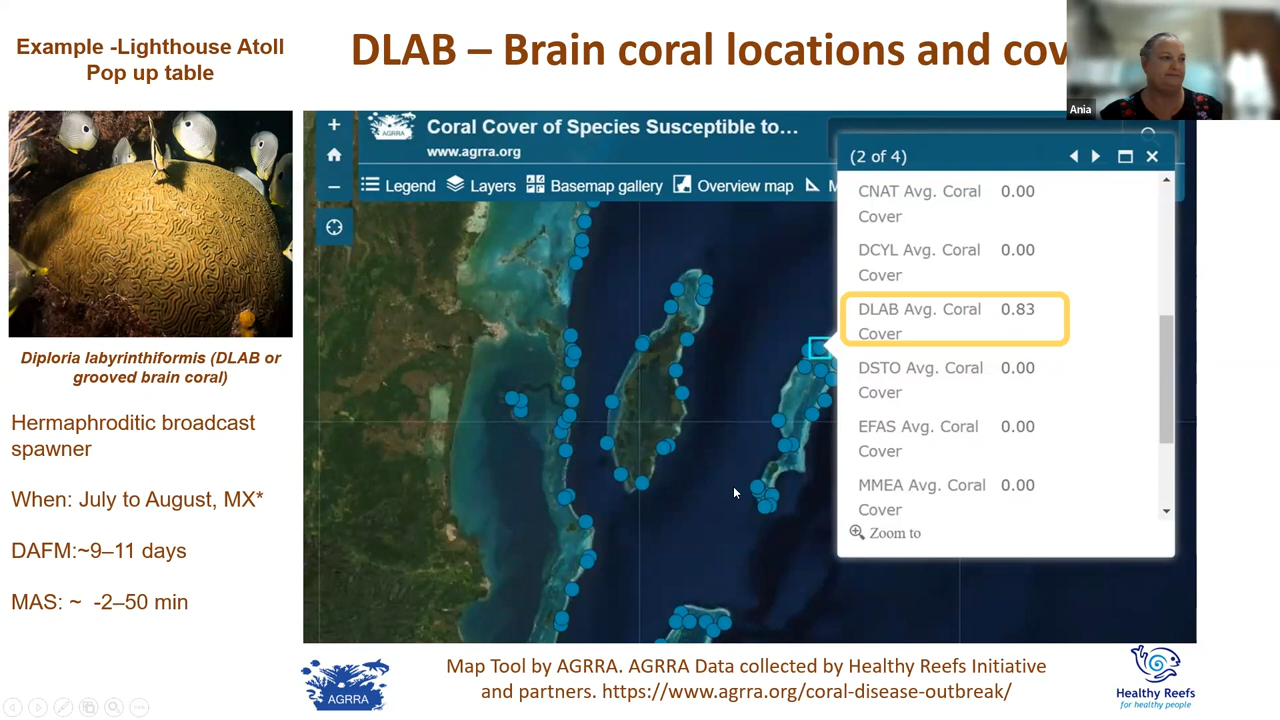 Example -Lighthouse Atoll
Pop up table
DLAB – Brain coral locations and cov
Ania
Diploria labyrinthiformis (DLAB or
grooved brain coral)
Hermaphroditic broadcast
spawner
When: July to August, MX*
DAFM:~9–11 days
MAS: ~ -2–50 min
+
–
AGRRA
Coral Cover of Species Susceptible to...
www.agrra.org
Legend Layers Basemap gallery Overview map M
(2 of 4)
CNAT Avg. Coral 0.00
Cover
DCYL Avg. Coral 0.00
Cover
DLAB Avg. Coral 0.83
Cover
DSTO Avg. Coral 0.00
Cover
EFAS Avg. Coral 0.00
Cover
MMEA Avg. Coral 0.00
Cover
Zoom to
AGRRA
Map Tool by AGRRA. AGRRA Data collected by Healthy Reefs Initiative
and partners. https://www.agrra.org/coral-disease-outbreak/
Healthy Reefs
for healthy people